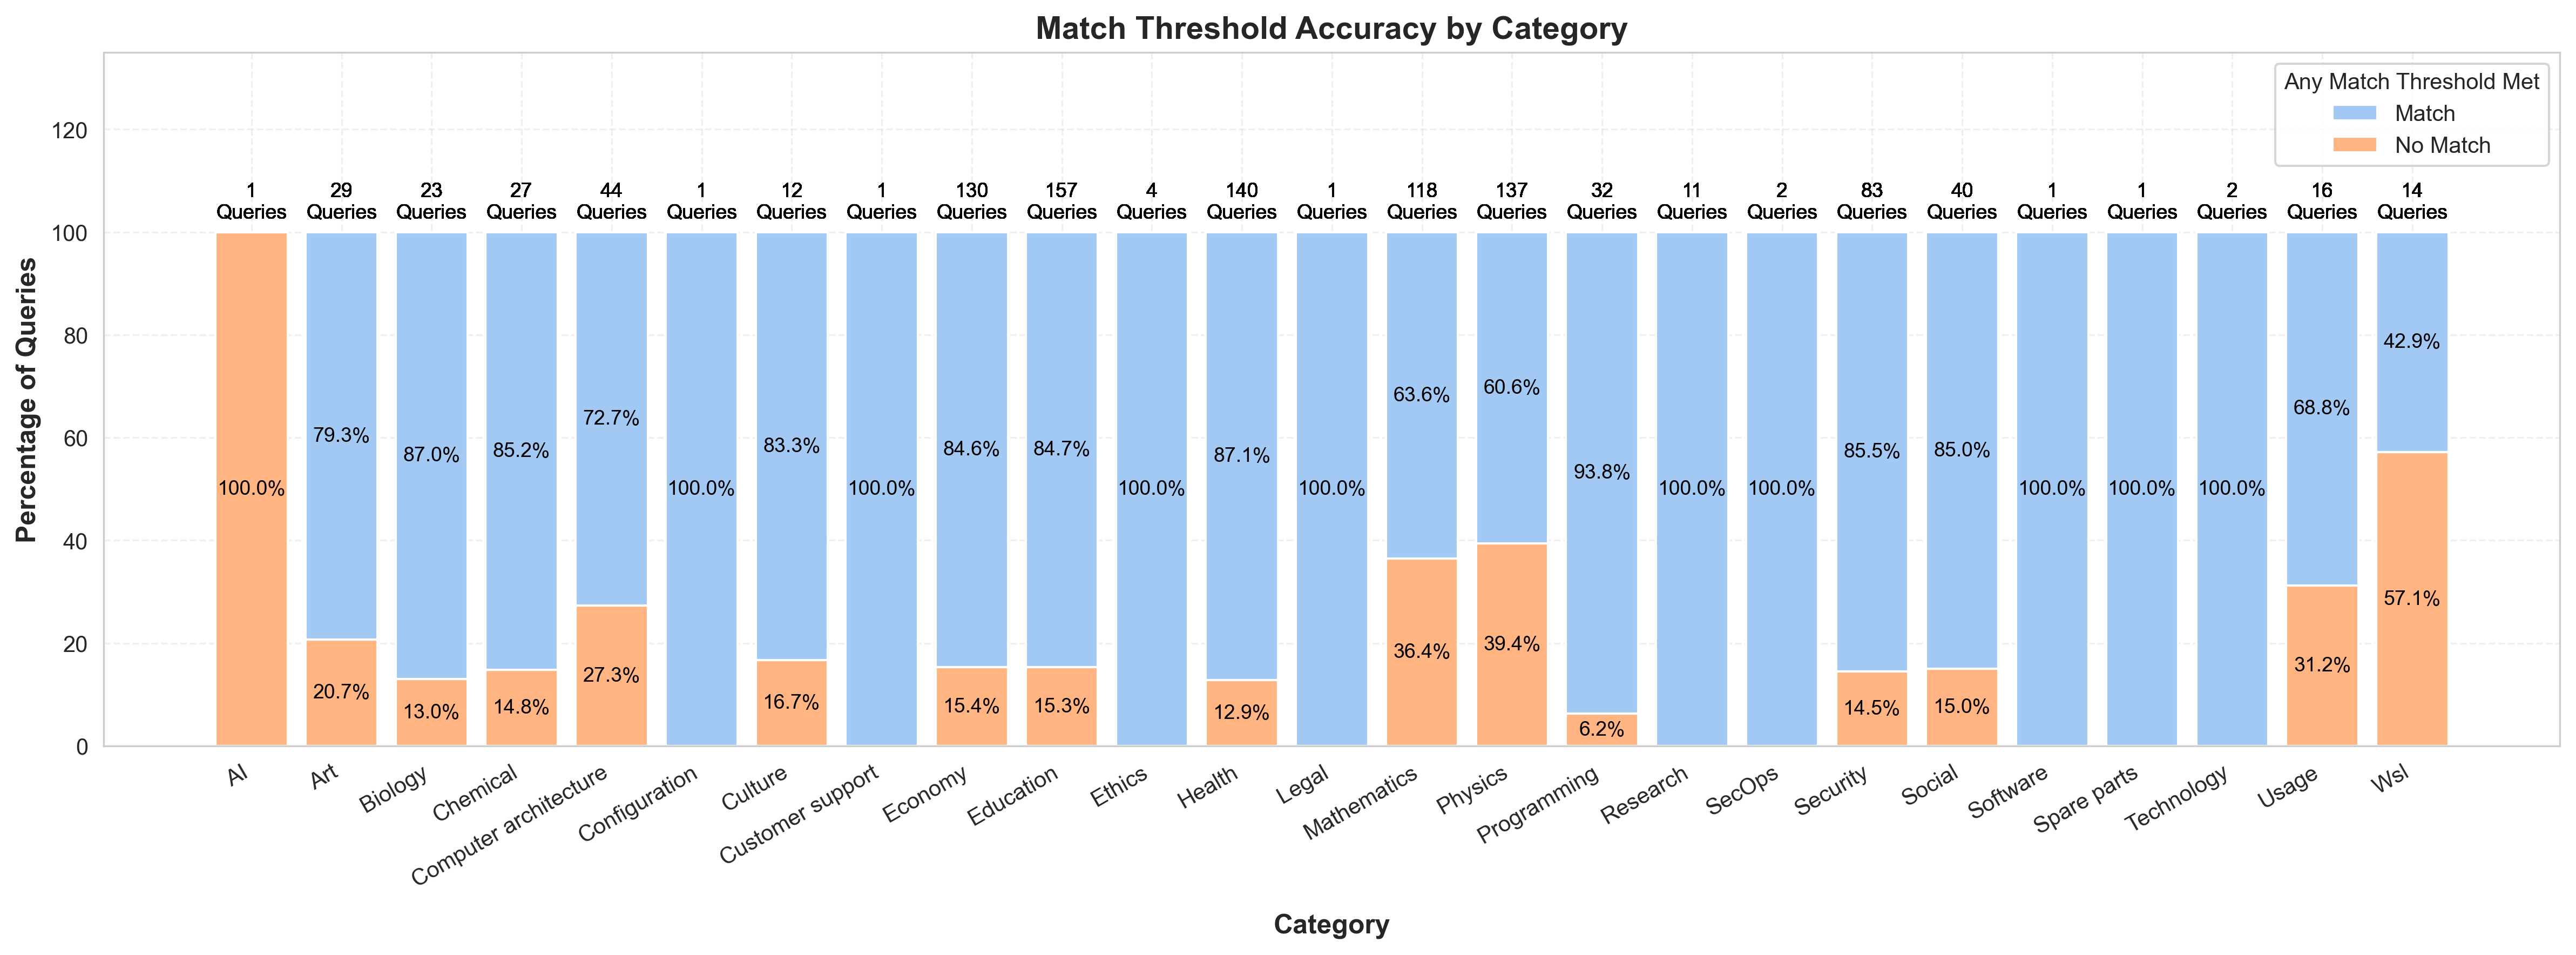 Match Threshold Accuracy by Category
Any Match Threshold Met
Match
No Match
Percentage of Queries
120
100
80
60
40
20
0
1 Queries
29 Queries
23 Queries
27 Queries
44 Queries
1 Queries
12 Queries
1 Queries
130 Queries
157 Queries
4 Queries
140 Queries
1 Queries
118 Queries
137 Queries
32 Queries
11 Queries
2 Queries
83 Queries
40 Queries
1 Queries
1 Queries
2 Queries
16 Queries
14 Queries
100.0%
79.3%
20.7%
87.0%
13.0%
85.2%
14.8%
72.7%
27.3%
100.0%
83.3%
16.7%
100.0%
84.6%
15.4%
84.7%
15.3%
100.0%
87.1%
12.9%
100.0%
63.6%
36.4%
60.6%
39.4%
93.8%
6.2%
100.0%
100.0%
85.5%
14.5%
85.0%
15.0%
100.0%
100.0%
100.0%
68.8%
31.2%
42.9%
57.1%
AI
Art
Biology
Chemical
Computer architecture
Configuration
Culture
Customer support
Economy
Education
Ethics
Health
Legal
Mathematics
Physics
Programming
Research
SecOps
Security
Social
Software
Spare parts
Technology
Usage
Wsl
Category